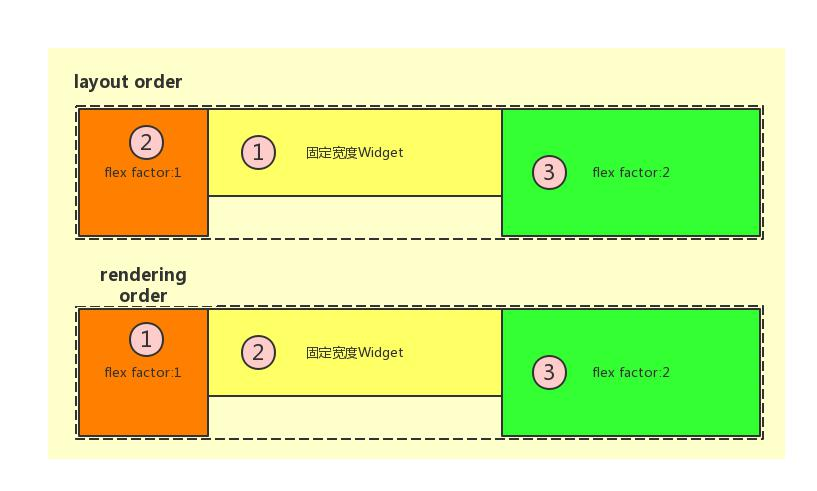 layout order
2
flex factor:1
1
固定宽度Widget
3
flex factor:2
rendering
order
1
flex factor:1
2
固定宽度Widget
3
flex factor:2